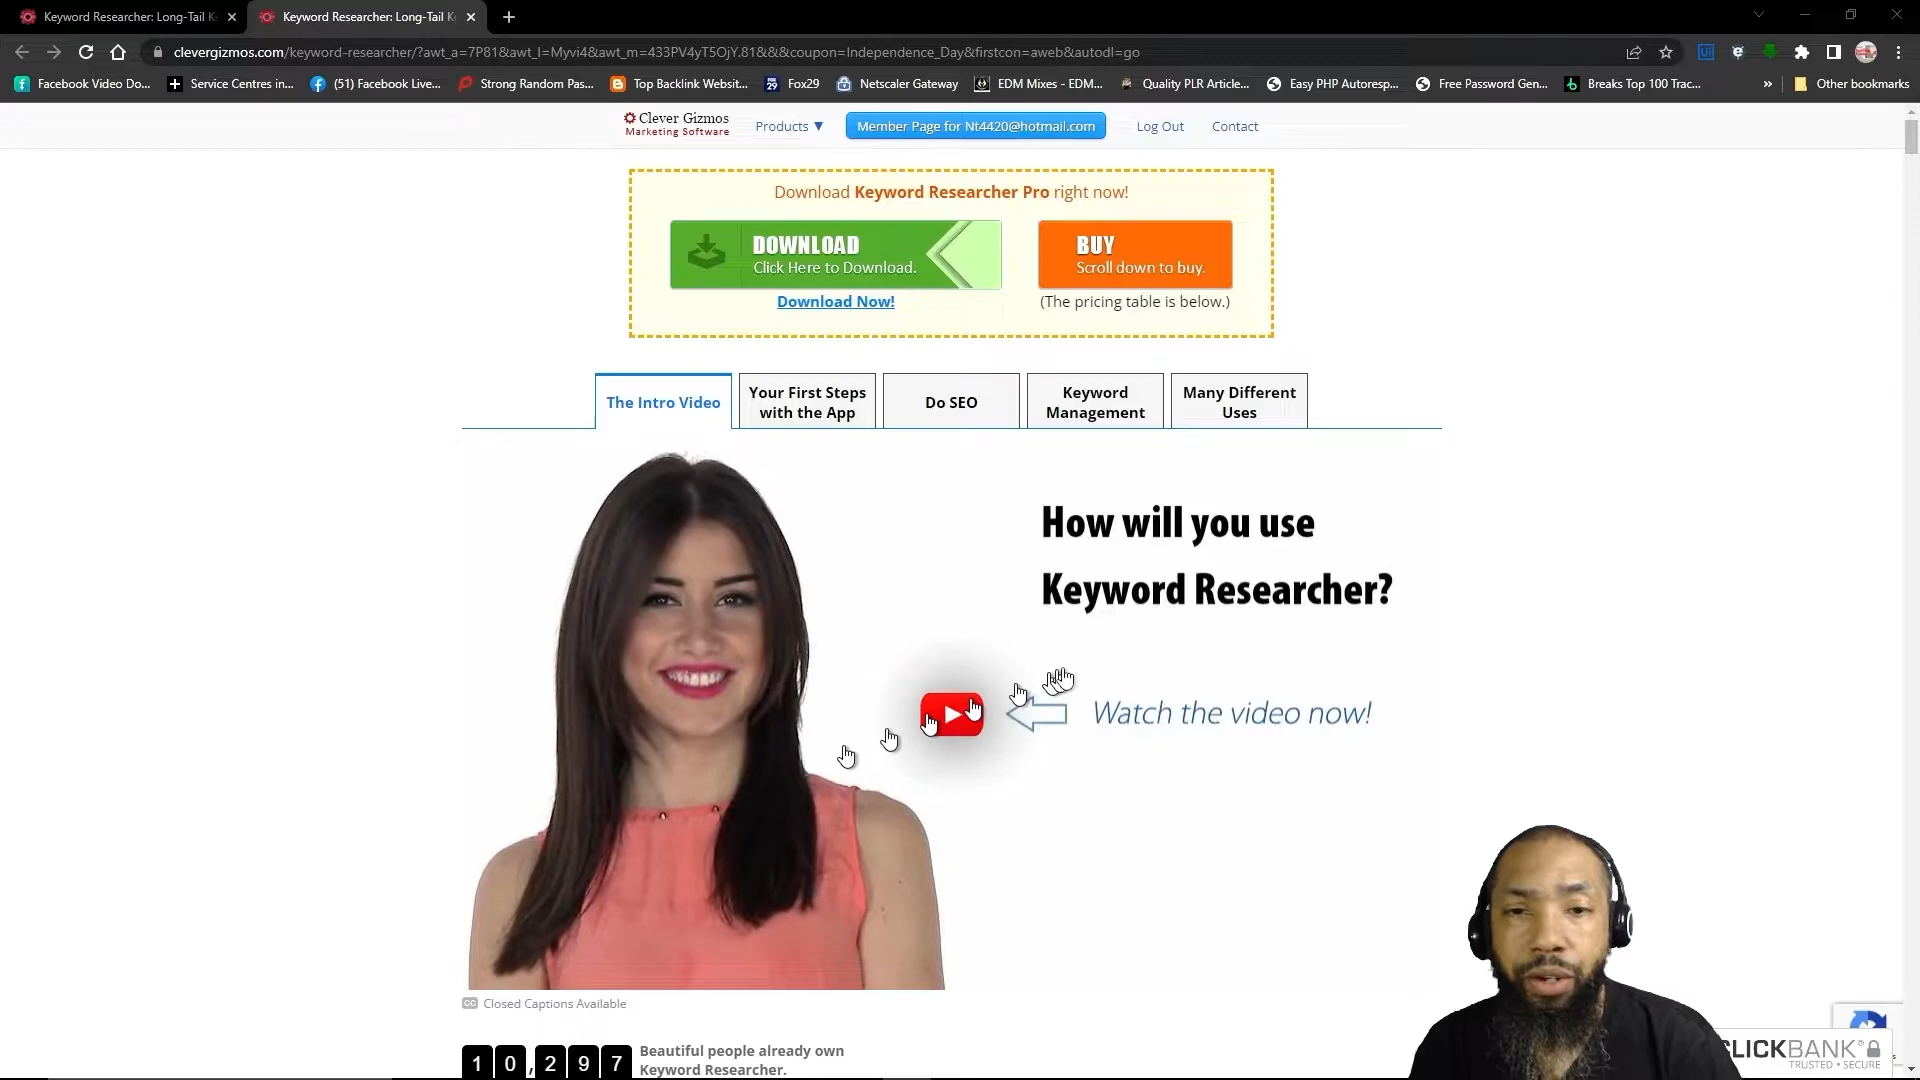 Keyword Researcher: Long-Tail Ke
Keyword Researcher: Long-Tail Ke
clevergizmos.com/keyword-researcher/?awt_a=7P81&awt_l=Myvi4&awt_m=433PV4yT5OjY.81&&&coupon=Independence_Day&firstcon=aweb&autodl=go
Facebook Video Do...
Service Centres in...
(51) Facebook Live...
Strong Random Pas...
Top Backlink Websit...
Fox29
Netscaler Gateway
EDM Mixes - EDM...
Quality PLR Article...
Easy PHP Autoresp...
Free Password Gen...
Breaks Top 100 Trac...
»
Other bookmarks
Clever Gizmos
Marketing Software
Products ▼
Member Page for Nt4420@hotmail.com
Log Out
Contact
Download Keyword Researcher Pro right now!
DOWNLOAD
Click Here to Download.
Download Now!
BUY
Scroll down to buy.
(The pricing table is below.)
The Intro Video
Your First Steps
with the App
Do SEO
Keyword
Management
Many Different
Uses
How will you use
Keyword Researcher?
Watch the video now!
CC Closed Captions Available
10,297
Beautiful people already own
Keyword Researcher.
CLICKBANK®
TRUSTED • SECURE